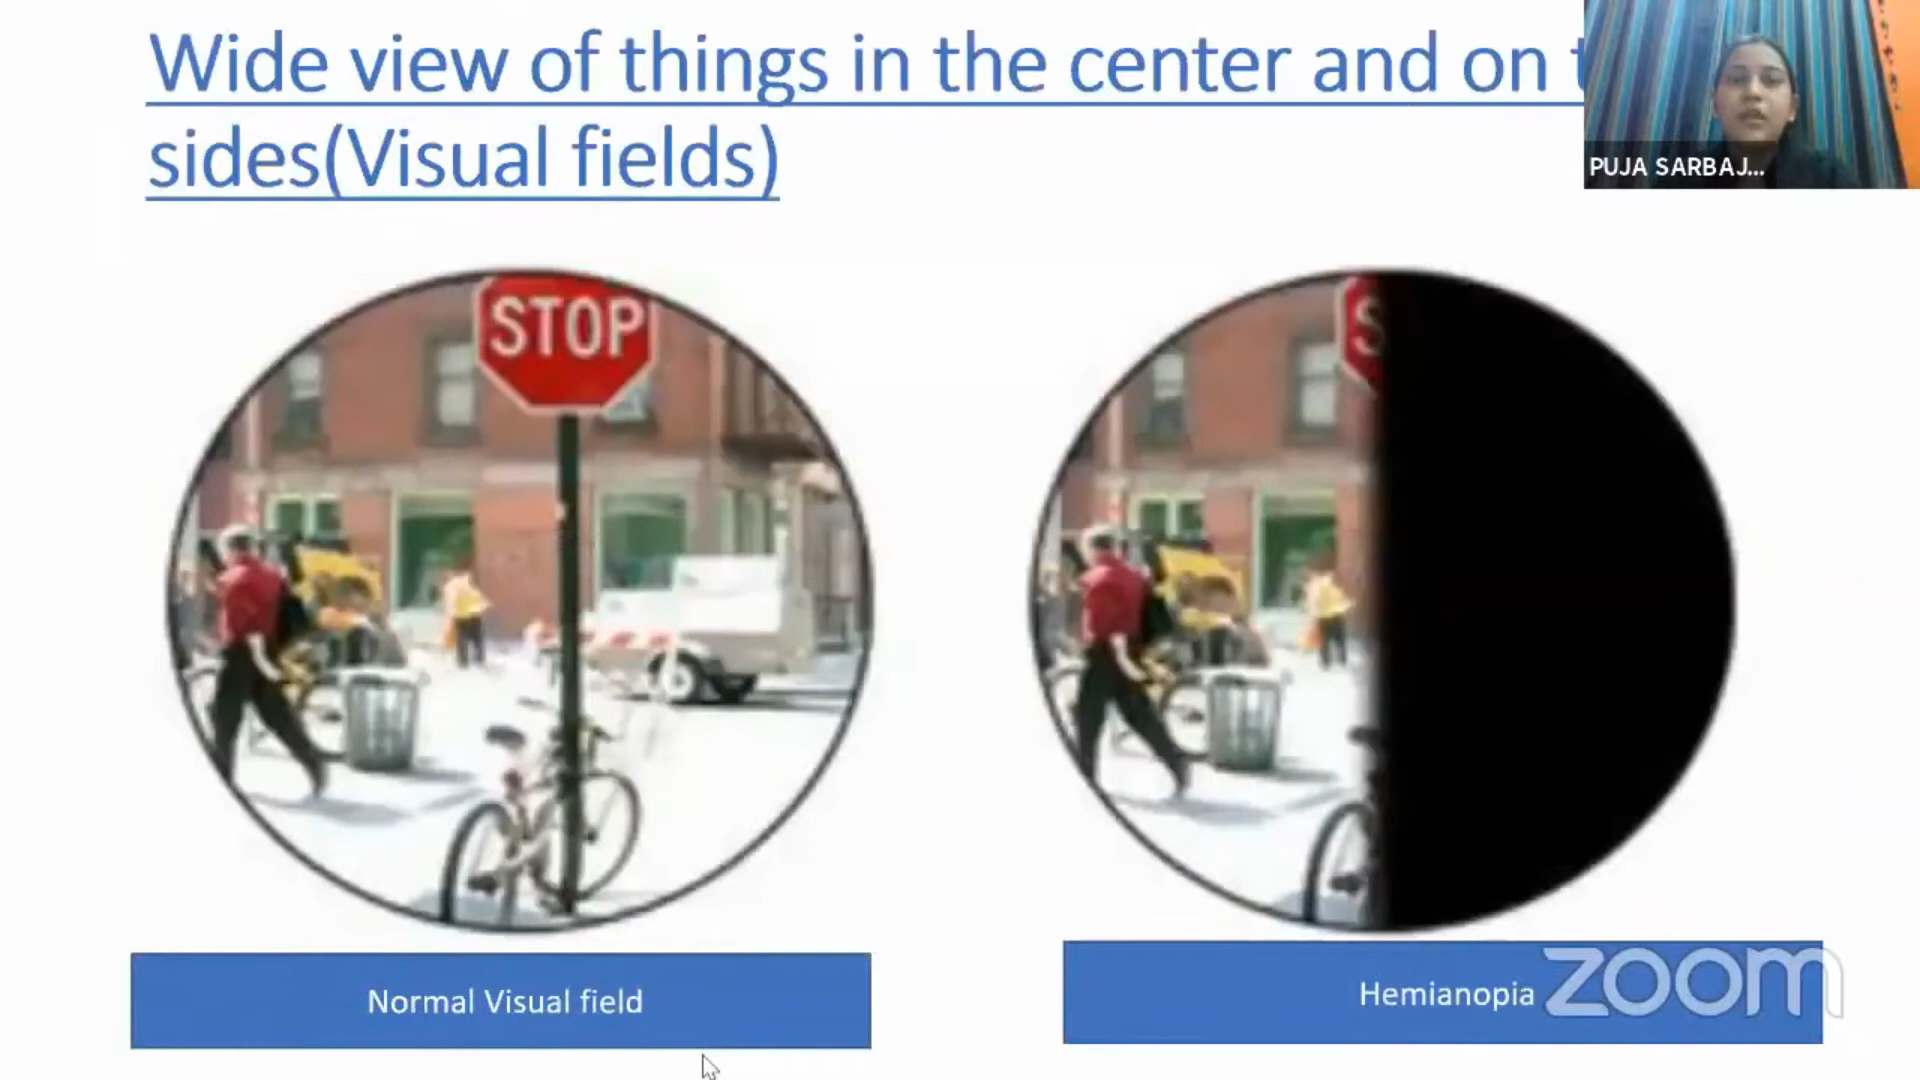 Wide view of things in the center and on t
sides(Visual fields)
PUJA SARBAJ...
STOP
S
Normal Visual field
Hemianopia
zoom